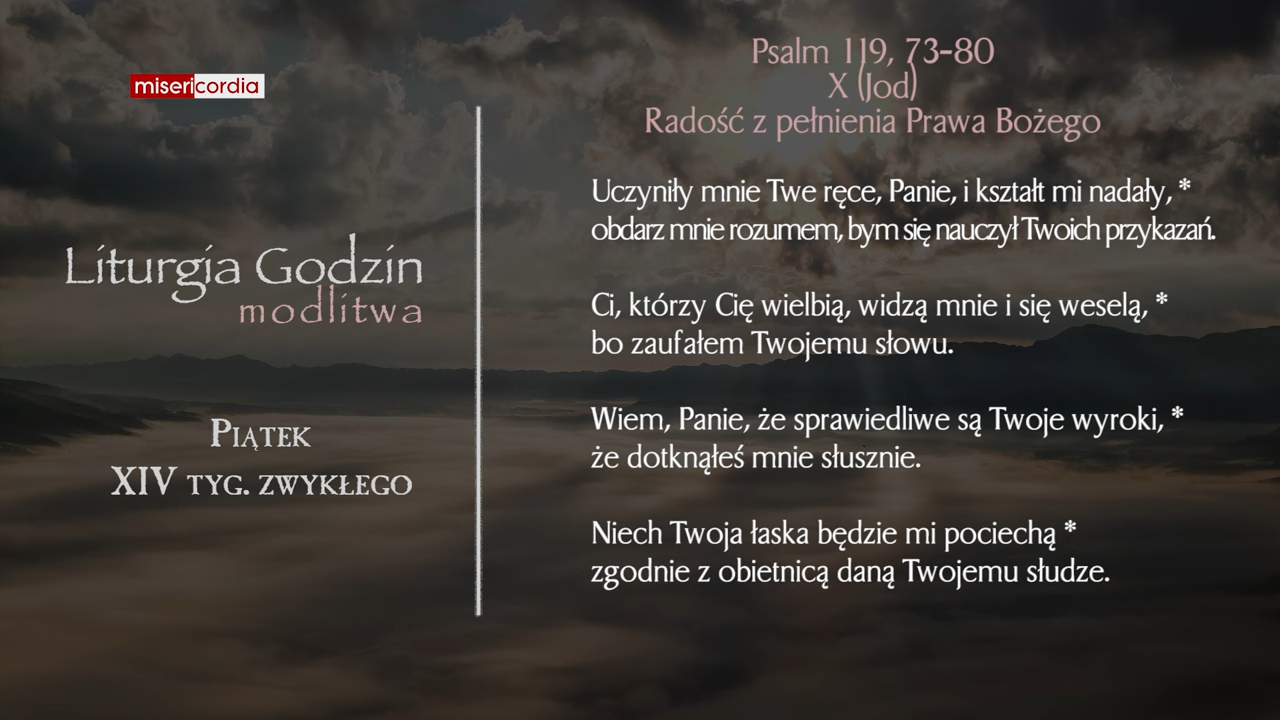 misericordia
Liturgia Godzin
modlitwa
Piątek
XIV tyg. zwykłego
Psalm 119, 73-80
X (Jod)
Radość z pełnienia Prawa Bożego
Uczyniły mnie Twe ręce, Panie, i kształt mi nadały, *
obdarz mnie rozumem, bym się nauczył Twoich przykazań.
Ci, którzy Cię wielbią, widzą mnie i się weselą, *
bo zaufałem Twojemu słowu.
Wiem, Panie, że sprawiedliwe są Twoje wyroki, *
że dotknąłeś mnie słusznie.
Niech Twoja łaska będzie mi pociechą *
zgodnie z obietnicą daną Twojemu słudze.